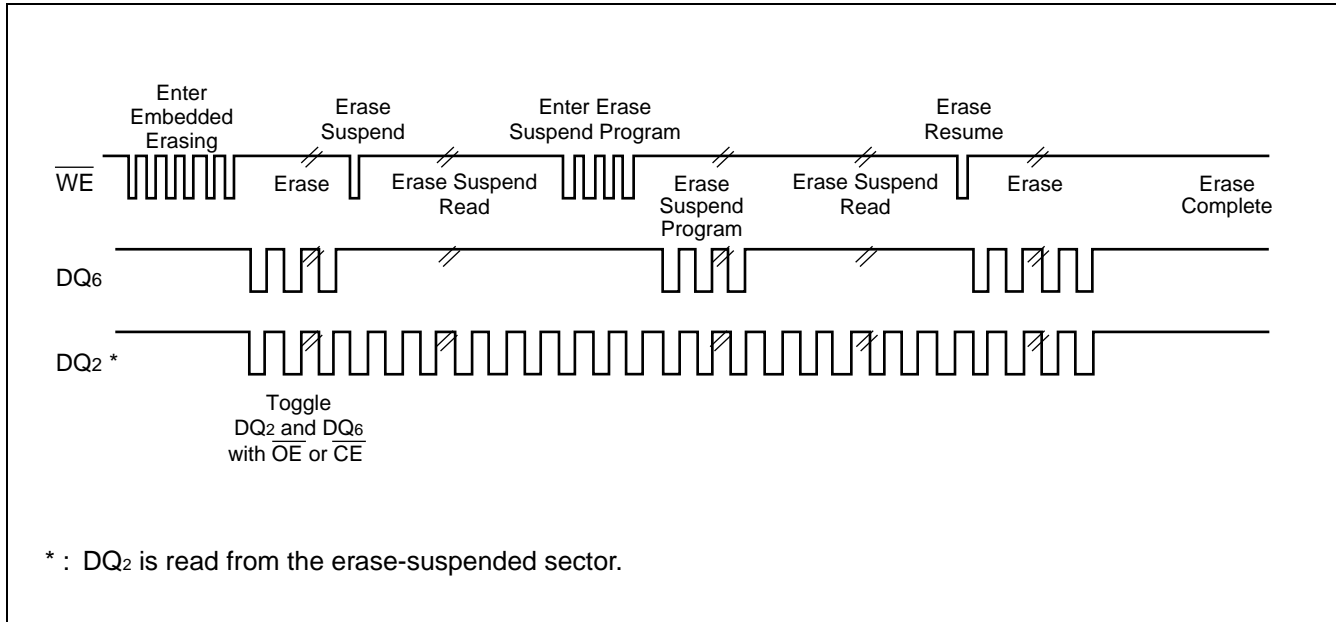 Enter
Embedded
Erasing
Erase
Suspend
Enter Erase
Suspend Program
Erase
Resume
WE
Erase
Erase Suspend
Read
Erase
Suspend
Program
Erase Suspend
Read
Erase
Erase
Complete
DQ6
DQ2 *
Toggle
DQ2 and DQ6
with OE or CE
* : DQ2 is read from the erase-suspended sector.